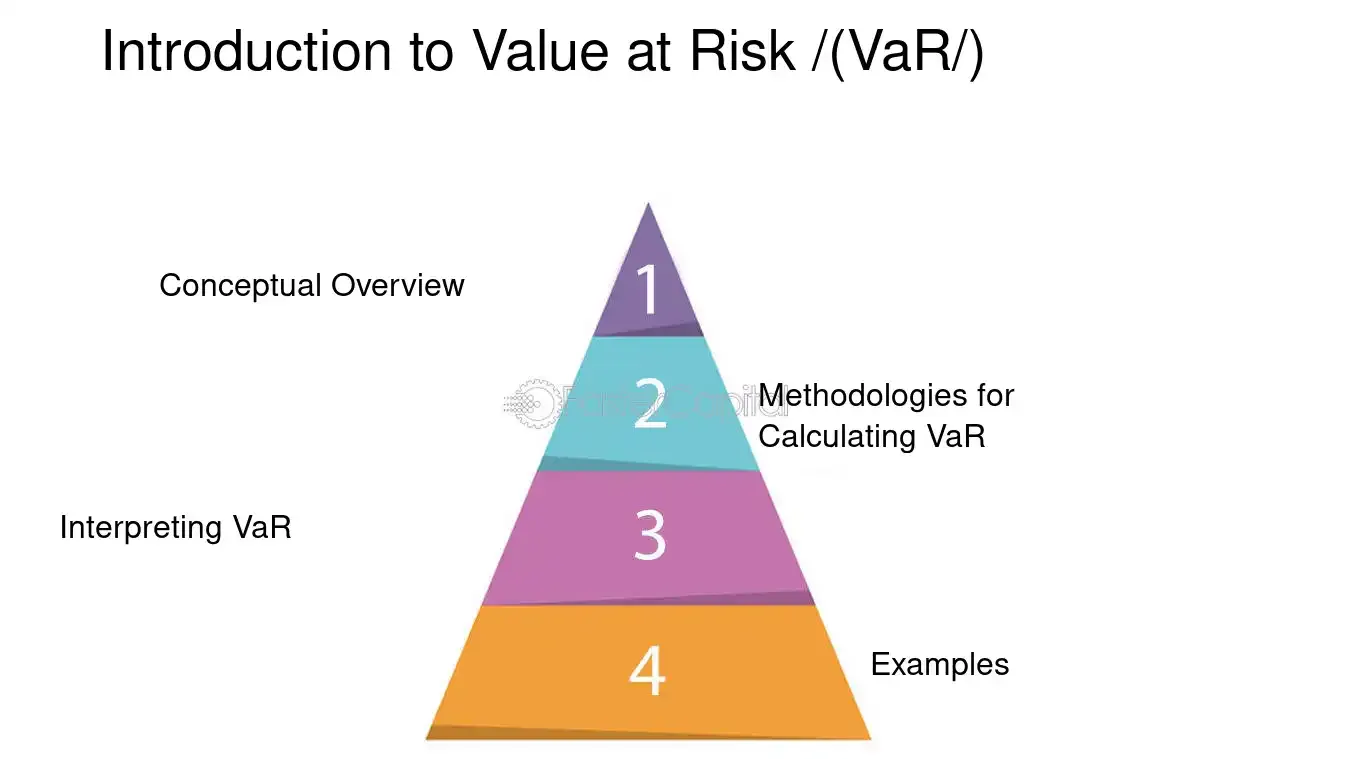 Introduction to Value at Risk /(VaR/)
Conceptual Overview
1
2
FasterCapital
Methodologies for
Calculating VaR
Interpreting VaR
3
4
Examples